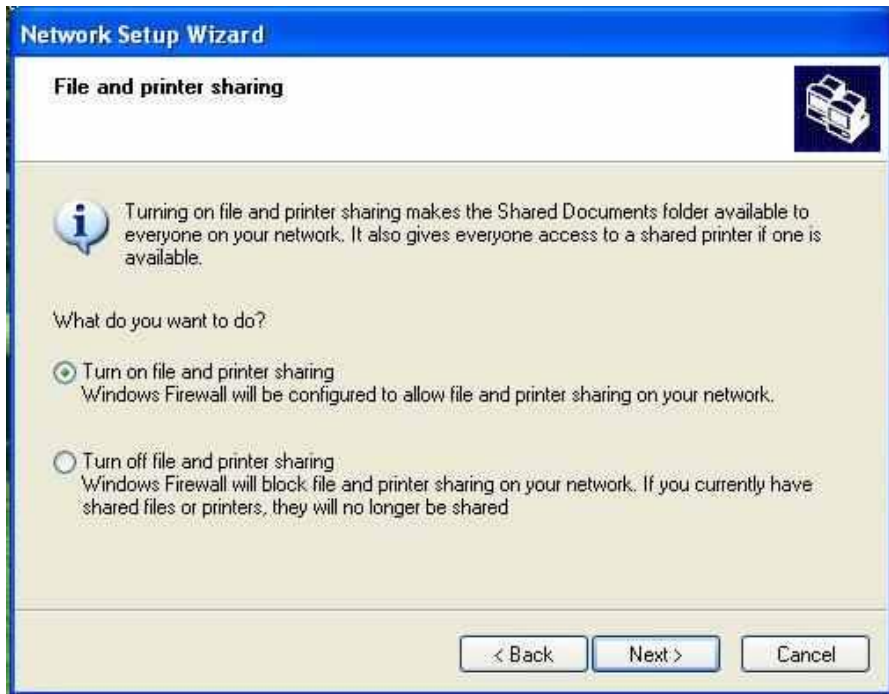 Network Setup Wizard
File and printer sharing
Turning on file and printer sharing makes the Shared Documents folder available to
everyone on your network. It also gives everyone access to a shared printer if one is
available.
What do you want to do?
Turn on file and printer sharing
Windows Firewall will be configured to allow file and printer sharing on your network.
Turn off file and printer sharing
Windows Firewall will block file and printer sharing on your network. If you currently have
shared files or printers, they will no longer be shared
< Back Next > Cancel